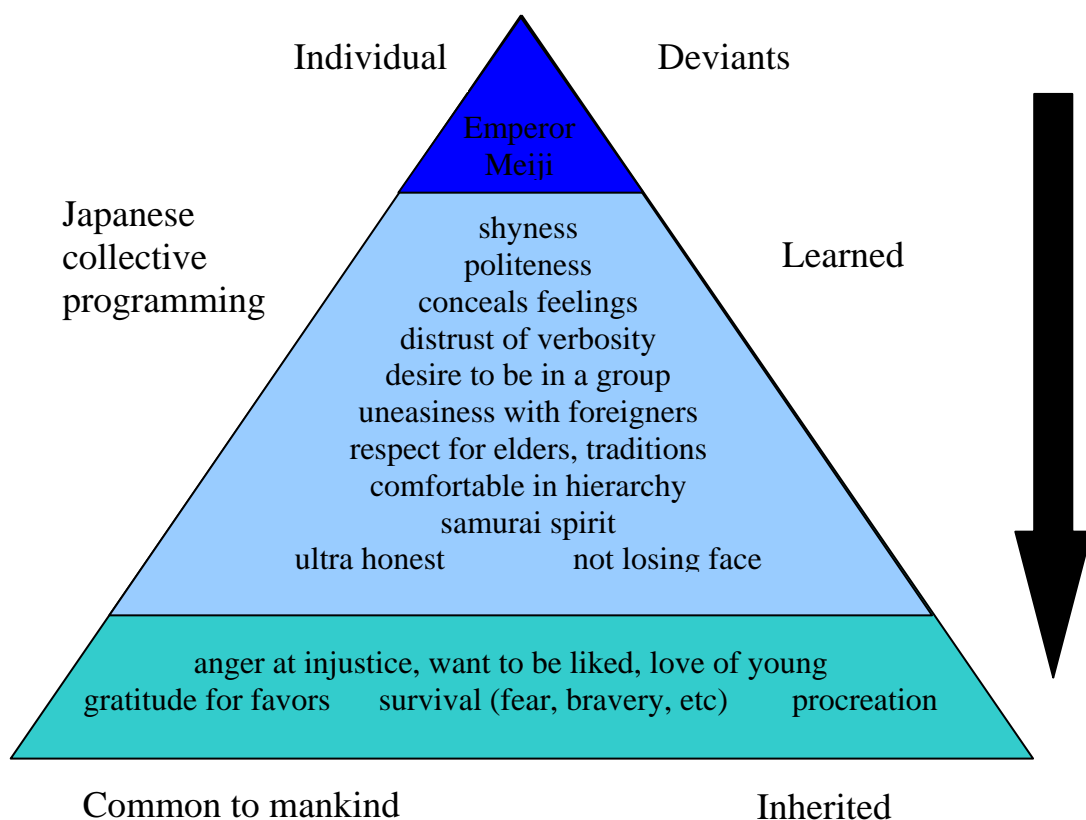 Individual
Deviants
Emperor
Meiji
Japanese
collective
programming
shyness
politeness
conceals feelings
distrust of verbosity
desire to be in a group
uneasiness with foreigners
respect for elders, traditions
comfortable in hierarchy
samurai spirit
ultra honest not losing face
Learned
anger at injustice, want to be liked, love of young
gratitude for favors survival (fear, bravery, etc) procreation
Common to mankind
Inherited